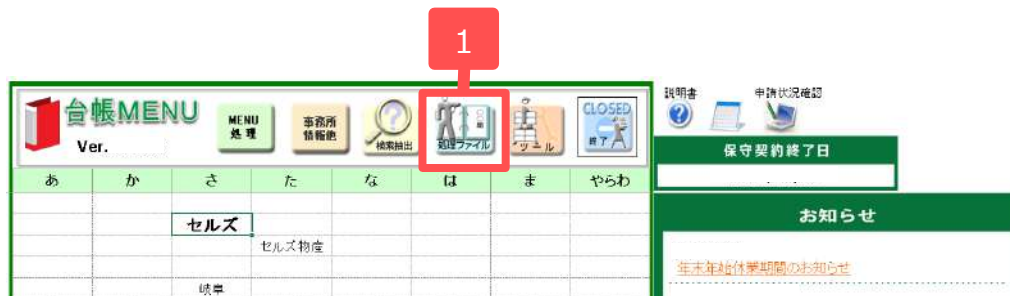 1
台帳MENU
Ver.
MENU
処理
事務所
情報他
検索抽出
処理ファイル
ツール
CLOSED
終了
説明書
申請状況確認
保守契約終了日
あ か さ た な は ま やらわ
セルズ
セルズ物産
岐阜
お知らせ
年末年始休業期間のお知らせ